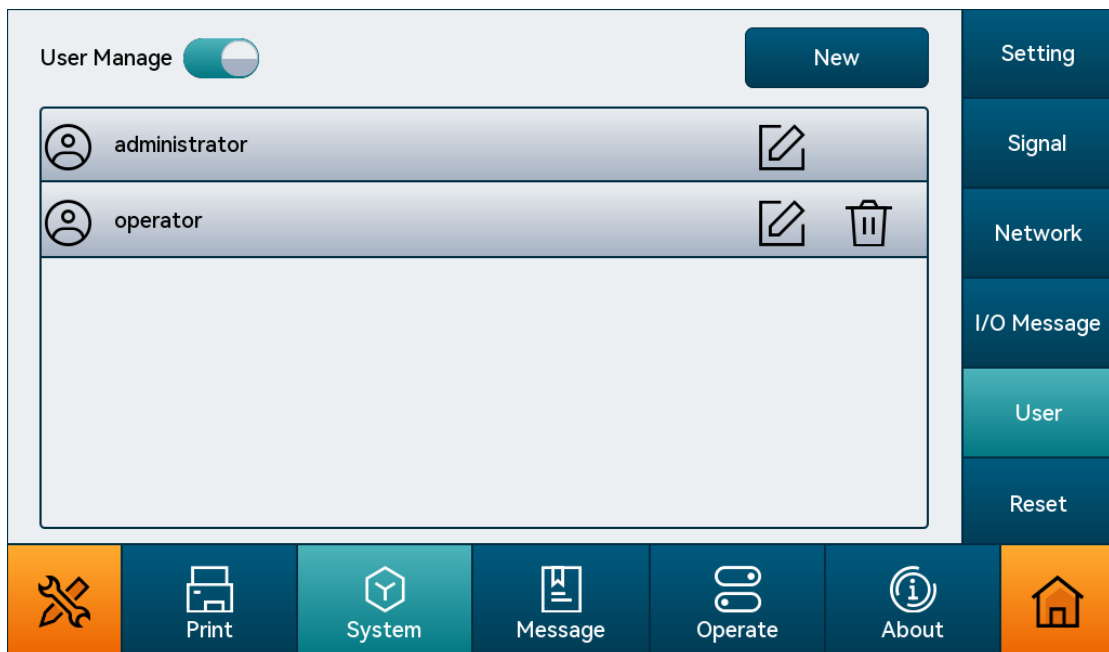 User Manage
New
administrator
operator
Setting
Signal
Network
I/O Message
User
Reset
Print
System
Message
Operate
About